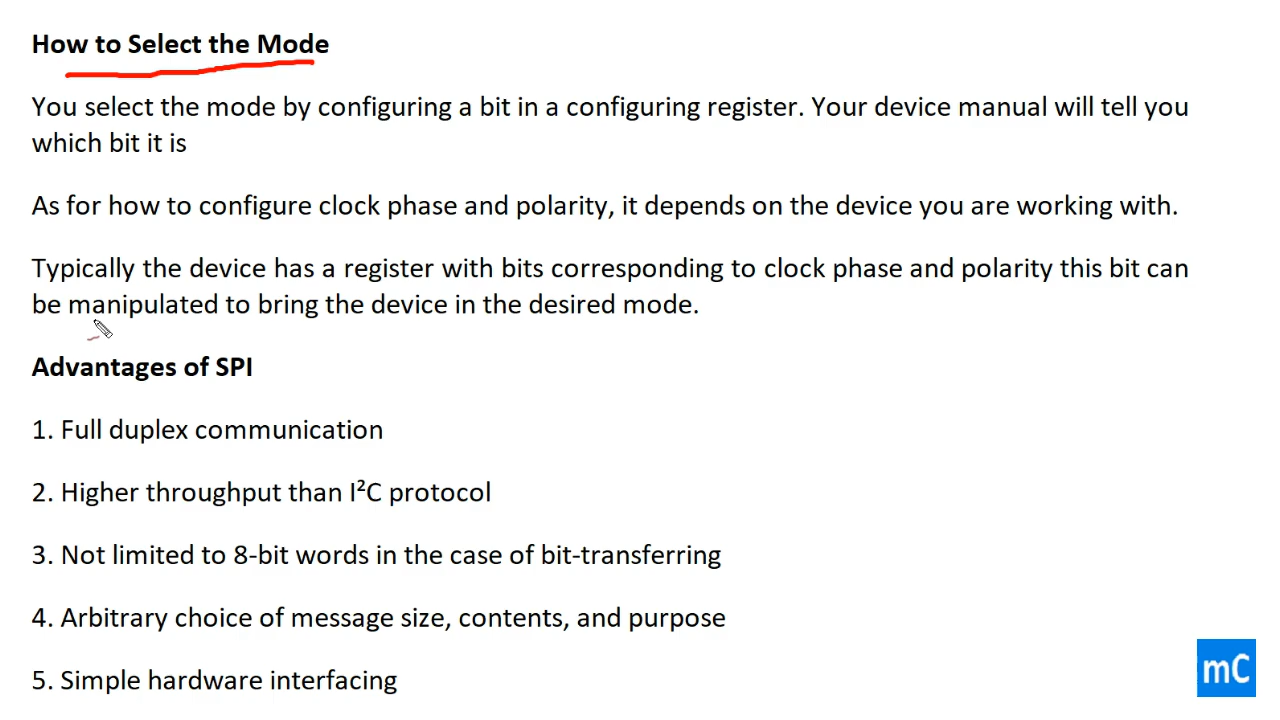 How to Select the Mode
You select the mode by configuring a bit in a configuring register. Your device manual will tell you
which bit it is
As for how to configure clock phase and polarity, it depends on the device you are working with.
Typically the device has a register with bits corresponding to clock phase and polarity this bit can
be manipulated to bring the device in the desired mode.
Advantages of SPI
1. Full duplex communication
2. Higher throughput than I²C protocol
3. Not limited to 8-bit words in the case of bit-transferring
4. Arbitrary choice of message size, contents, and purpose
5. Simple hardware interfacing
mC